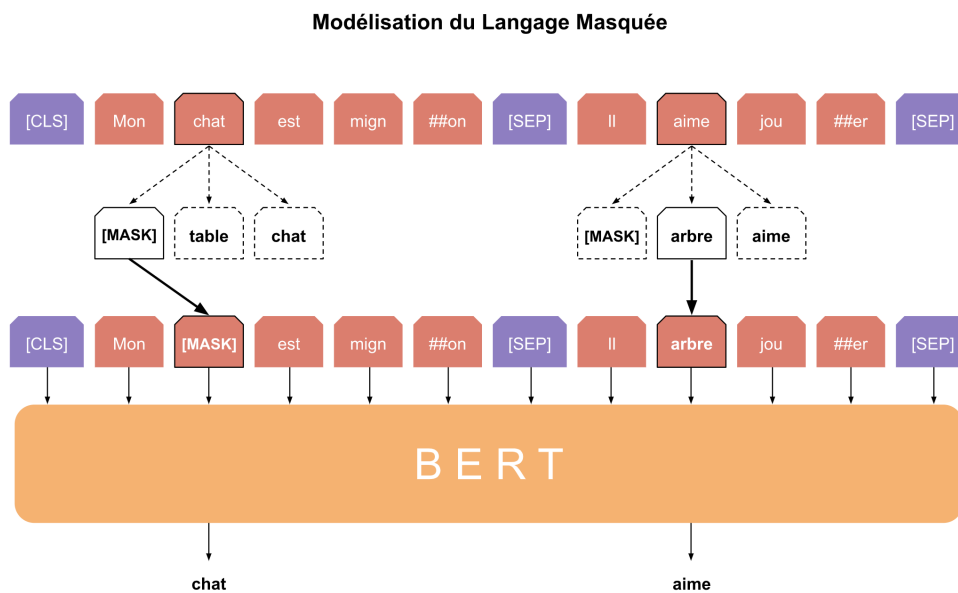 Modélisation du Langage Masquée
[CLS] Mon chat est mign ##on [SEP] Il aime jou ##er [SEP]
[MASK] table chat [MASK] arbre aime
[CLS] Mon [MASK] est mign ##on [SEP] Il arbre jou ##er [SEP]
BERT
chat aime